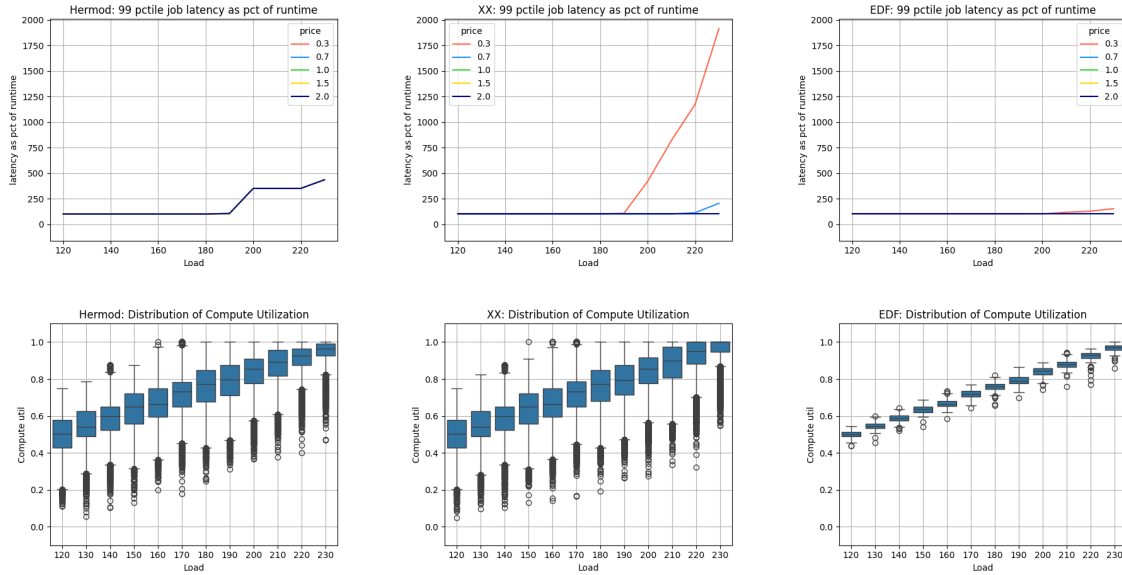 Hermod: 99 pctile job latency as pct of runtime
2000
1750
1500
1250
1000
750
500
250
0
latency as pct of runtime
price
0.3
0.7
1.0
1.5
2.0
120 140 160 180 200 220
Load
XX: 99 pctile job latency as pct of runtime
2000
1750
1500
1250
1000
750
500
250
0
latency as pct of runtime
price
0.3
0.7
1.0
1.5
2.0
120 140 160 180 200 220
Load
EDF: 99 pctile job latency as pct of runtime
2000
1750
1500
1250
1000
750
500
250
0
latency as pct of runtime
price
0.3
0.7
1.0
1.5
2.0
120 140 160 180 200 220
Load
Hermod: Distribution of Compute Utilization
1.0
0.8
0.6
0.4
0.2
0.0
Compute util
120 130 140 150 160 170 180 190 200 210 220 230
Load
XX: Distribution of Compute Utilization
1.0
0.8
0.6
0.4
0.2
0.0
Compute util
120 130 140 150 160 170 180 190 200 210 220 230
Load
EDF: Distribution of Compute Utilization
1.0
0.8
0.6
0.4
0.2
0.0
Compute util
120 130 140 150 160 170 180 190 200 210 220 230
Load